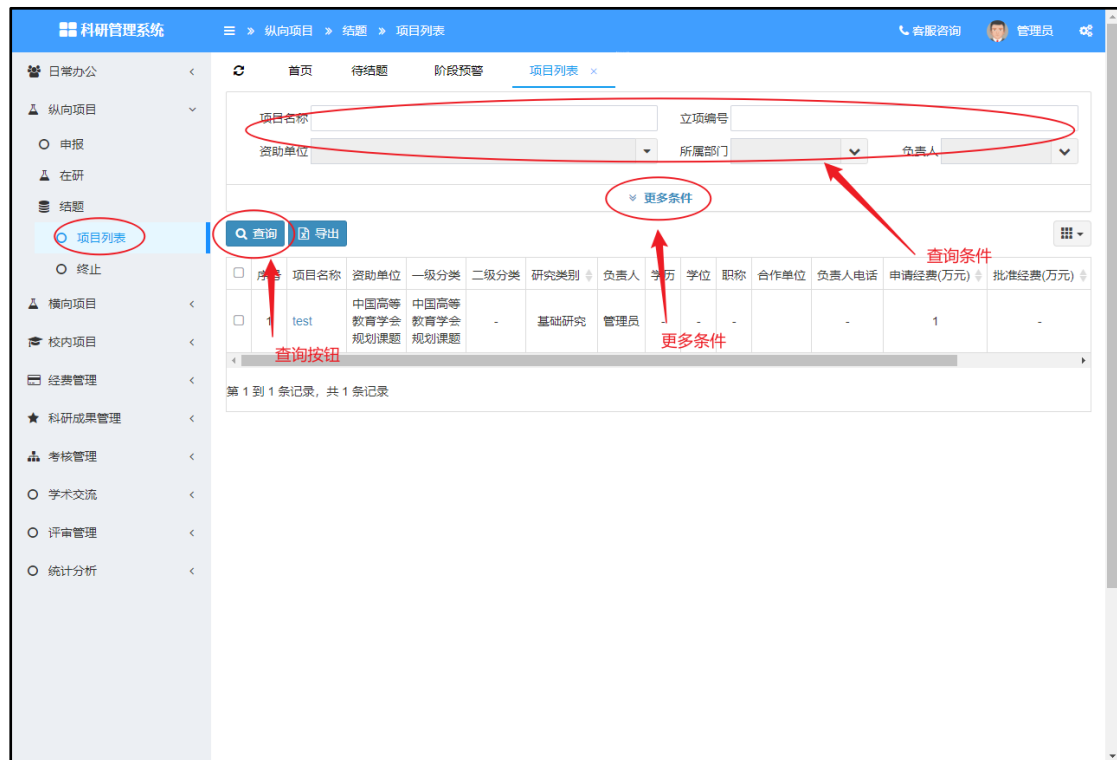 科研管理系统
纵向项目 » 结题 » 项目列表
客服咨询
管理员
日常办公
纵向项目
申报
在研
结题
项目列表
终止
横向项目
校内项目
经费管理
科研成果管理
考核管理
学术交流
评审管理
统计分析
首页 待结题 阶段预警 项目列表 ×
项目名称 立项编号
资助单位 所属部门 负责人
更多条件
查询 导出
查询条件
序号 项目名称 资助单位 一级分类 二级分类 研究类别 负责人 学历 学位 职称 合作单位 负责人电话 申请经费(万元) 批准经费(万元)
1 test 中国高等教育学会规划课题 中国高等教育学会规划课题 - 基础研究 管理员 - - - - 1 -
查询按钮
更多条件
第 1 到 1 条记录，共 1 条记录